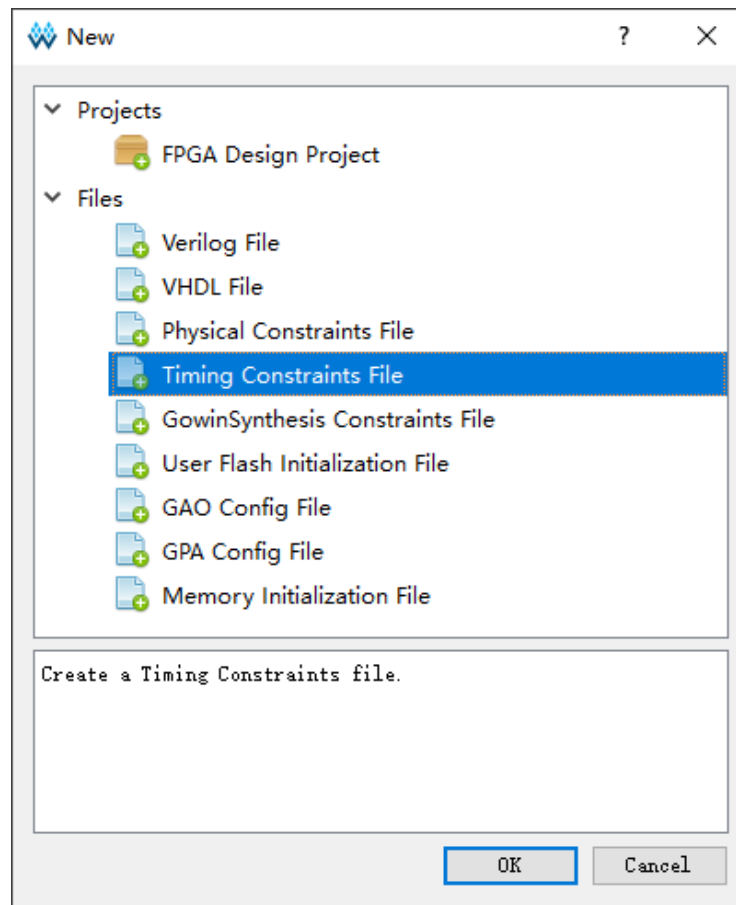 New
?
Projects
FPGA Design Project
Files
Verilog File
VHDL File
Physical Constraints File
Timing Constraints File
GowinSynthesis Constraints File
User Flash Initialization File
GAO Config File
GPA Config File
Memory Initialization File
Create a Timing Constraints file.
OK
Cancel